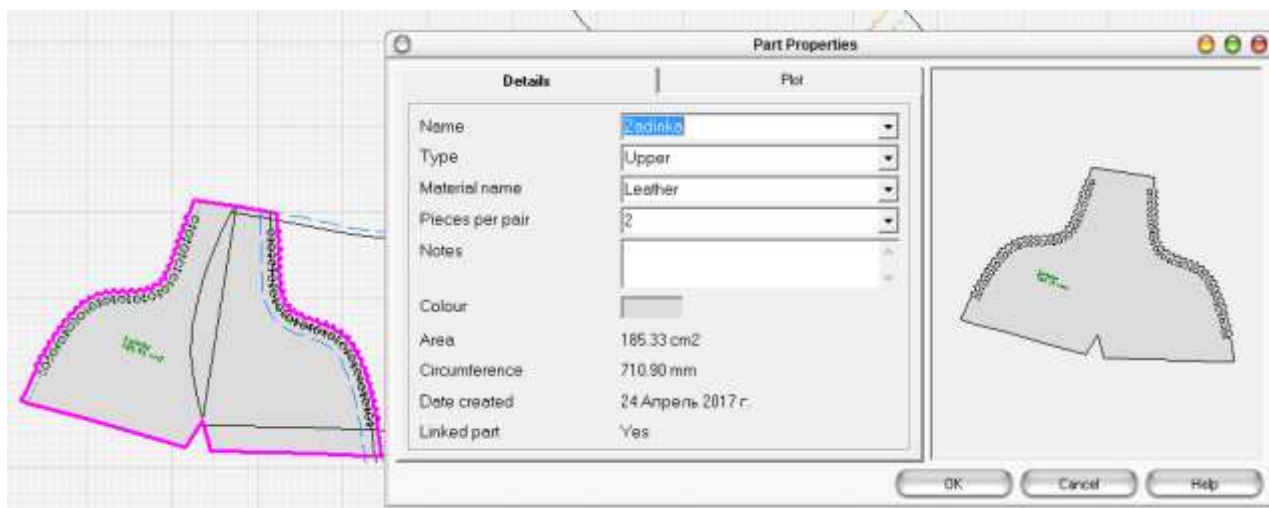 Part Properties
Details
Plot
Name Zadinka
Type Upper
Material name Leather
Pieces per pair 2
Notes
Colour
Area 185.33 cm2
Circumference 710.90 mm
Date created 24 Апрель 2017 г.
Linked part Yes
OK Cancel Help